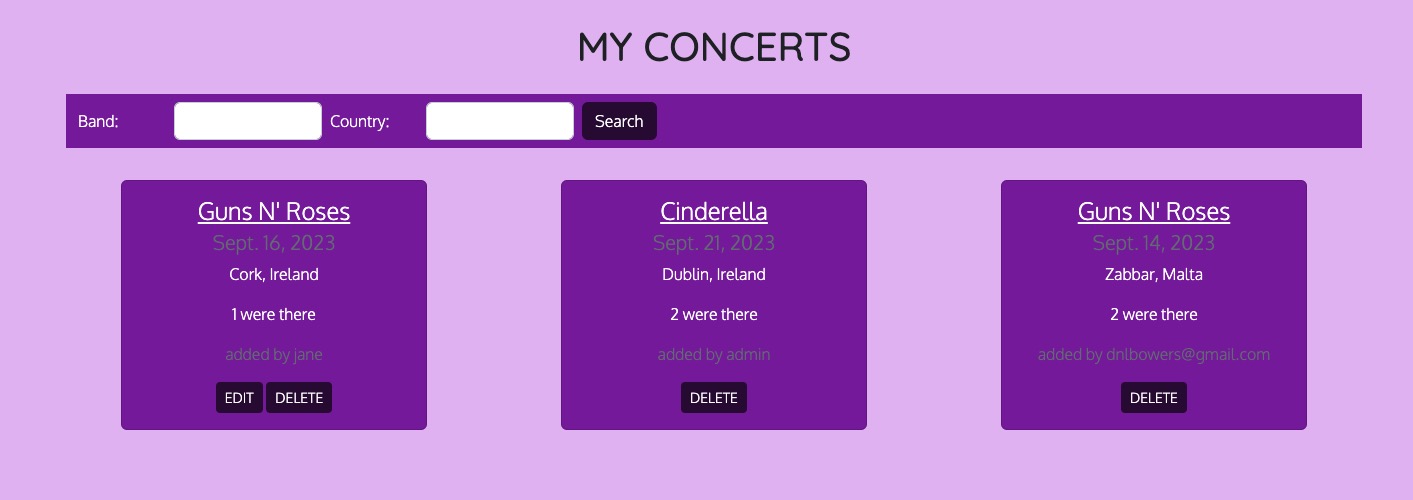 MY CONCERTS
Band: Country: Search
Guns N' Roses
Sept. 16, 2023
Cork, Ireland
1 were there
added by jane
EDIT DELETE
Cinderella
Sept. 21, 2023
Dublin, Ireland
2 were there
added by admin
DELETE
Guns N' Roses
Sept. 14, 2023
Zabbar, Malta
2 were there
added by dnlbowers@gmail.com
DELETE